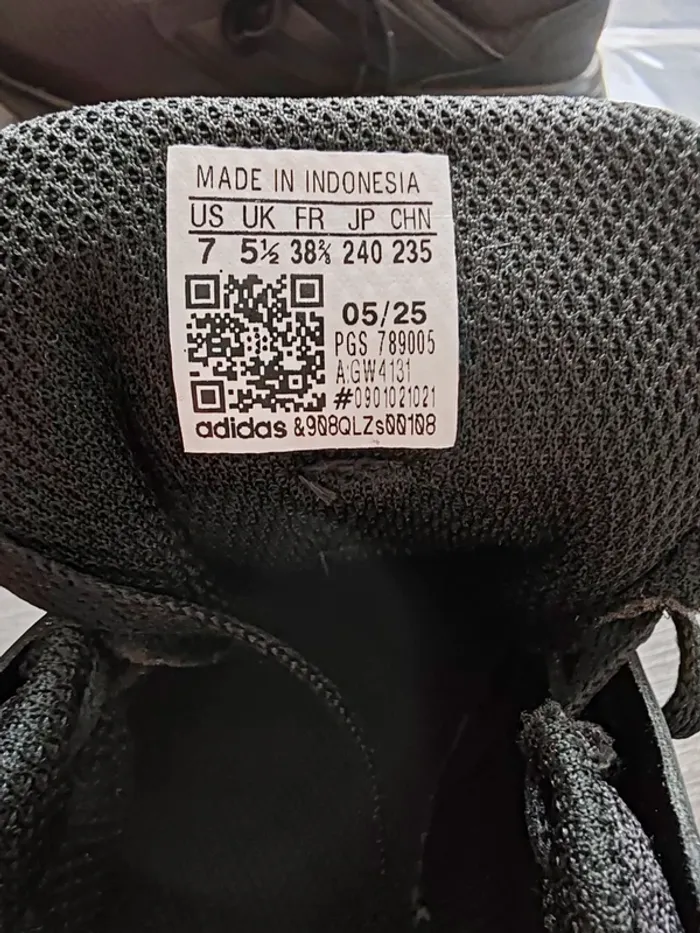 MADE IN INDONESIA
US UK FR JP CHN
7 5½ 38⅔ 240 235
05/25
PGS 789005
A:GW4131
#0901021021
adidas &908QLZs00108